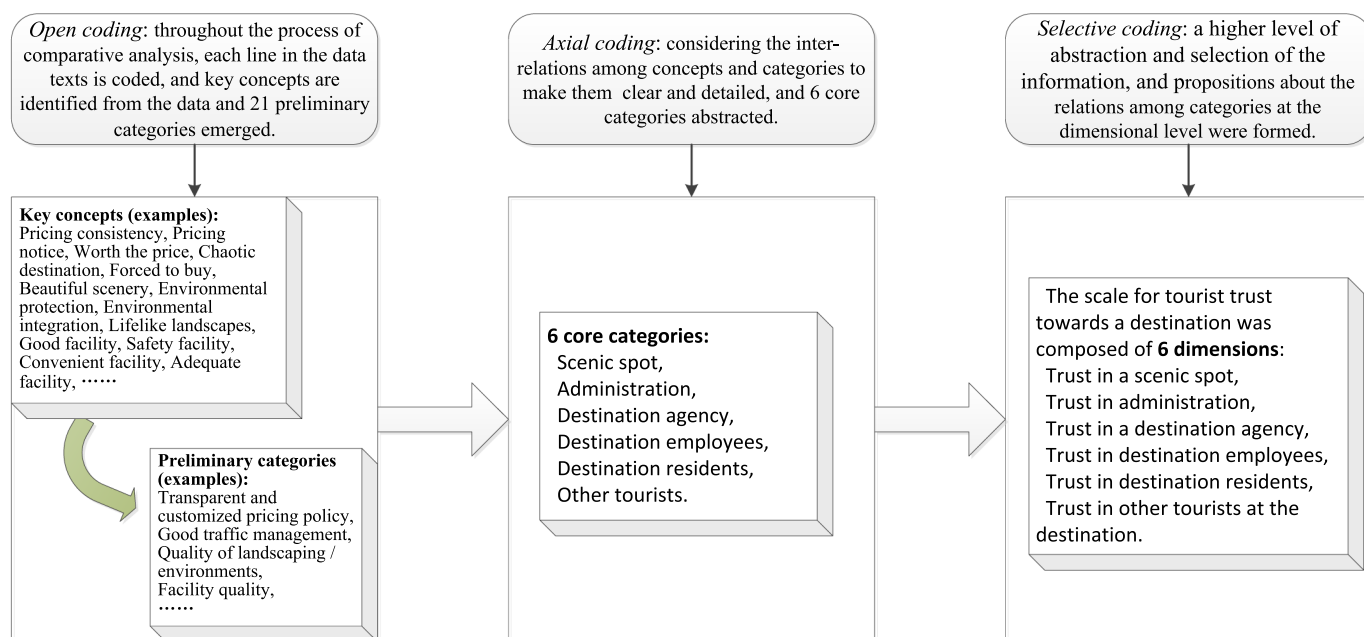 Open coding: throughout the process of
comparative analysis, each line in the data
texts is coded, and key concepts are
identified from the data and 21 preliminary
categories emerged.
Key concepts (examples):
Pricing consistency, Pricing
notice, Worth the price, Chaotic
destination, Forced to buy,
Beautiful scenery, Environmental
protection, Environmental
integration, Lifelike landscapes,
Good facility, Safety facility,
Convenient facility, Adequate
facility, ······
Preliminary categories
(examples):
Transparent and
customized pricing policy,
Good traffic management,
Quality of landscaping /
environments,
Facility quality,
······
Axial coding: considering the inter-
relations among concepts and categories to
make them clear and detailed, and 6 core
categories abstracted.
6 core categories:
Scenic spot,
Administration,
Destination agency,
Destination employees,
Destination residents,
Other tourists.
Selective coding: a higher level of
abstraction and selection of the
information, and propositions about the
relations among categories at the
dimensional level were formed.
The scale for tourist trust
towards a destination was
composed of 6 dimensions:
Trust in a scenic spot,
Trust in administration,
Trust in a destination agency,
Trust in destination employees,
Trust in destination residents,
Trust in other tourists at the
destination.